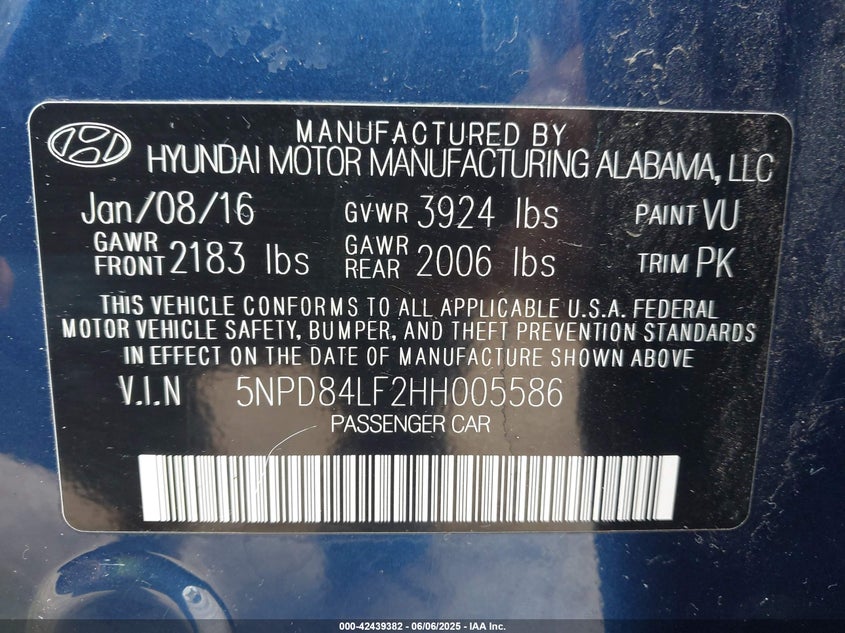 MANUFACTURED BY
HYUNDAI MOTOR MANUFACTURING ALABAMA, LLC
Jan/08/16 GVWR 3924 lbs PAINT VU
GAWR FRONT 2183 lbs GAWR REAR 2006 lbs TRIM PK
THIS VEHICLE CONFORMS TO ALL APPLICABLE U.S.A. FEDERAL
MOTOR VEHICLE SAFETY, BUMPER, AND THEFT PREVENTION STANDARDS
IN EFFECT ON THE DATE OF MANUFACTURE SHOWN ABOVE
V.I.N 5NPD84LF2HH005586
PASSENGER CAR
000-42439382 - 06/06/2025 - IAA Inc.